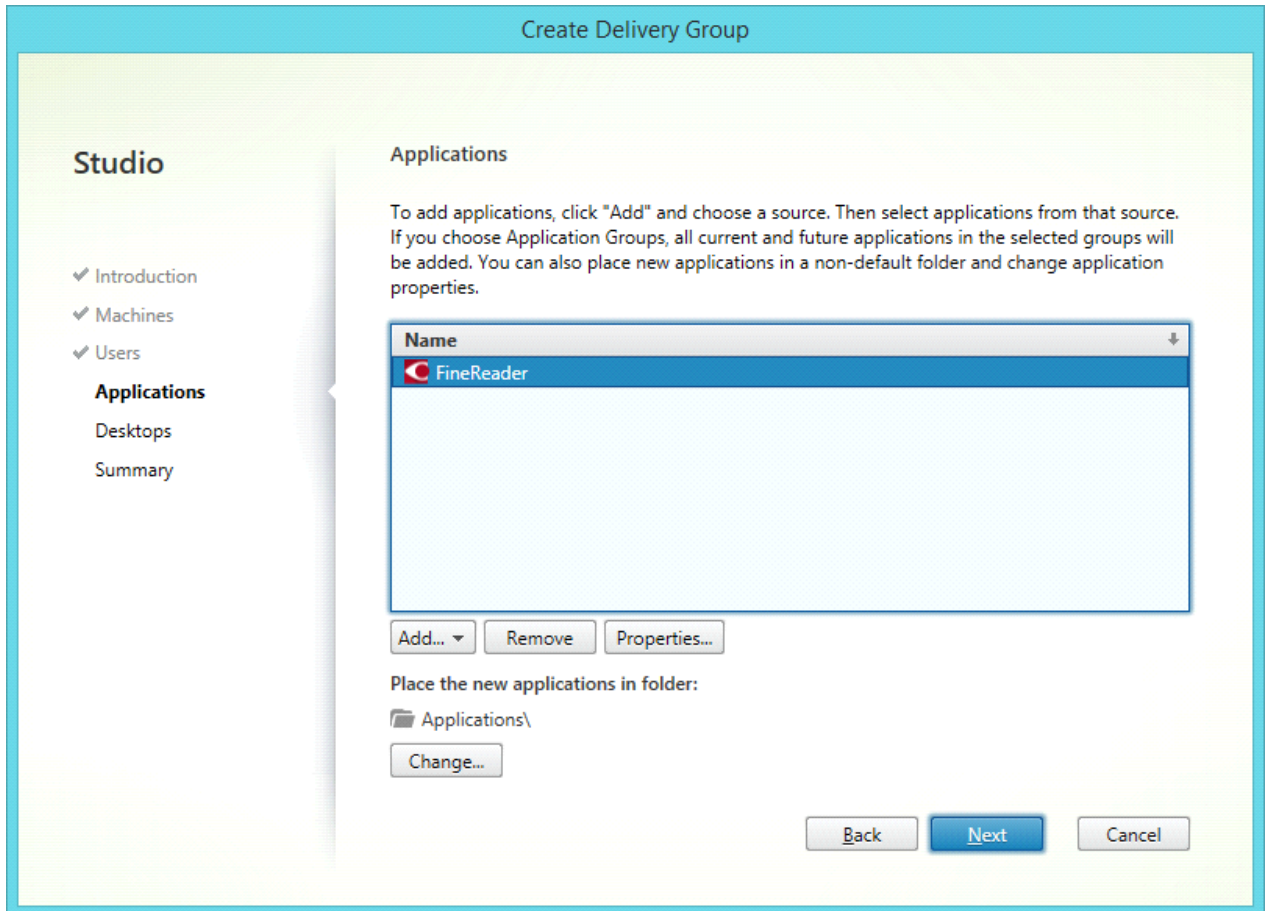 Create Delivery Group
Studio
Introduction
Machines
Users
Applications
Desktops
Summary
Applications
To add applications, click "Add" and choose a source. Then select applications from that source.
If you choose Application Groups, all current and future applications in the selected groups will
be added. You can also place new applications in a non-default folder and change application
properties.
Name
FineReader
Add...
Remove
Properties...
Place the new applications in folder:
Applications\
Change...
Back
Next
Cancel